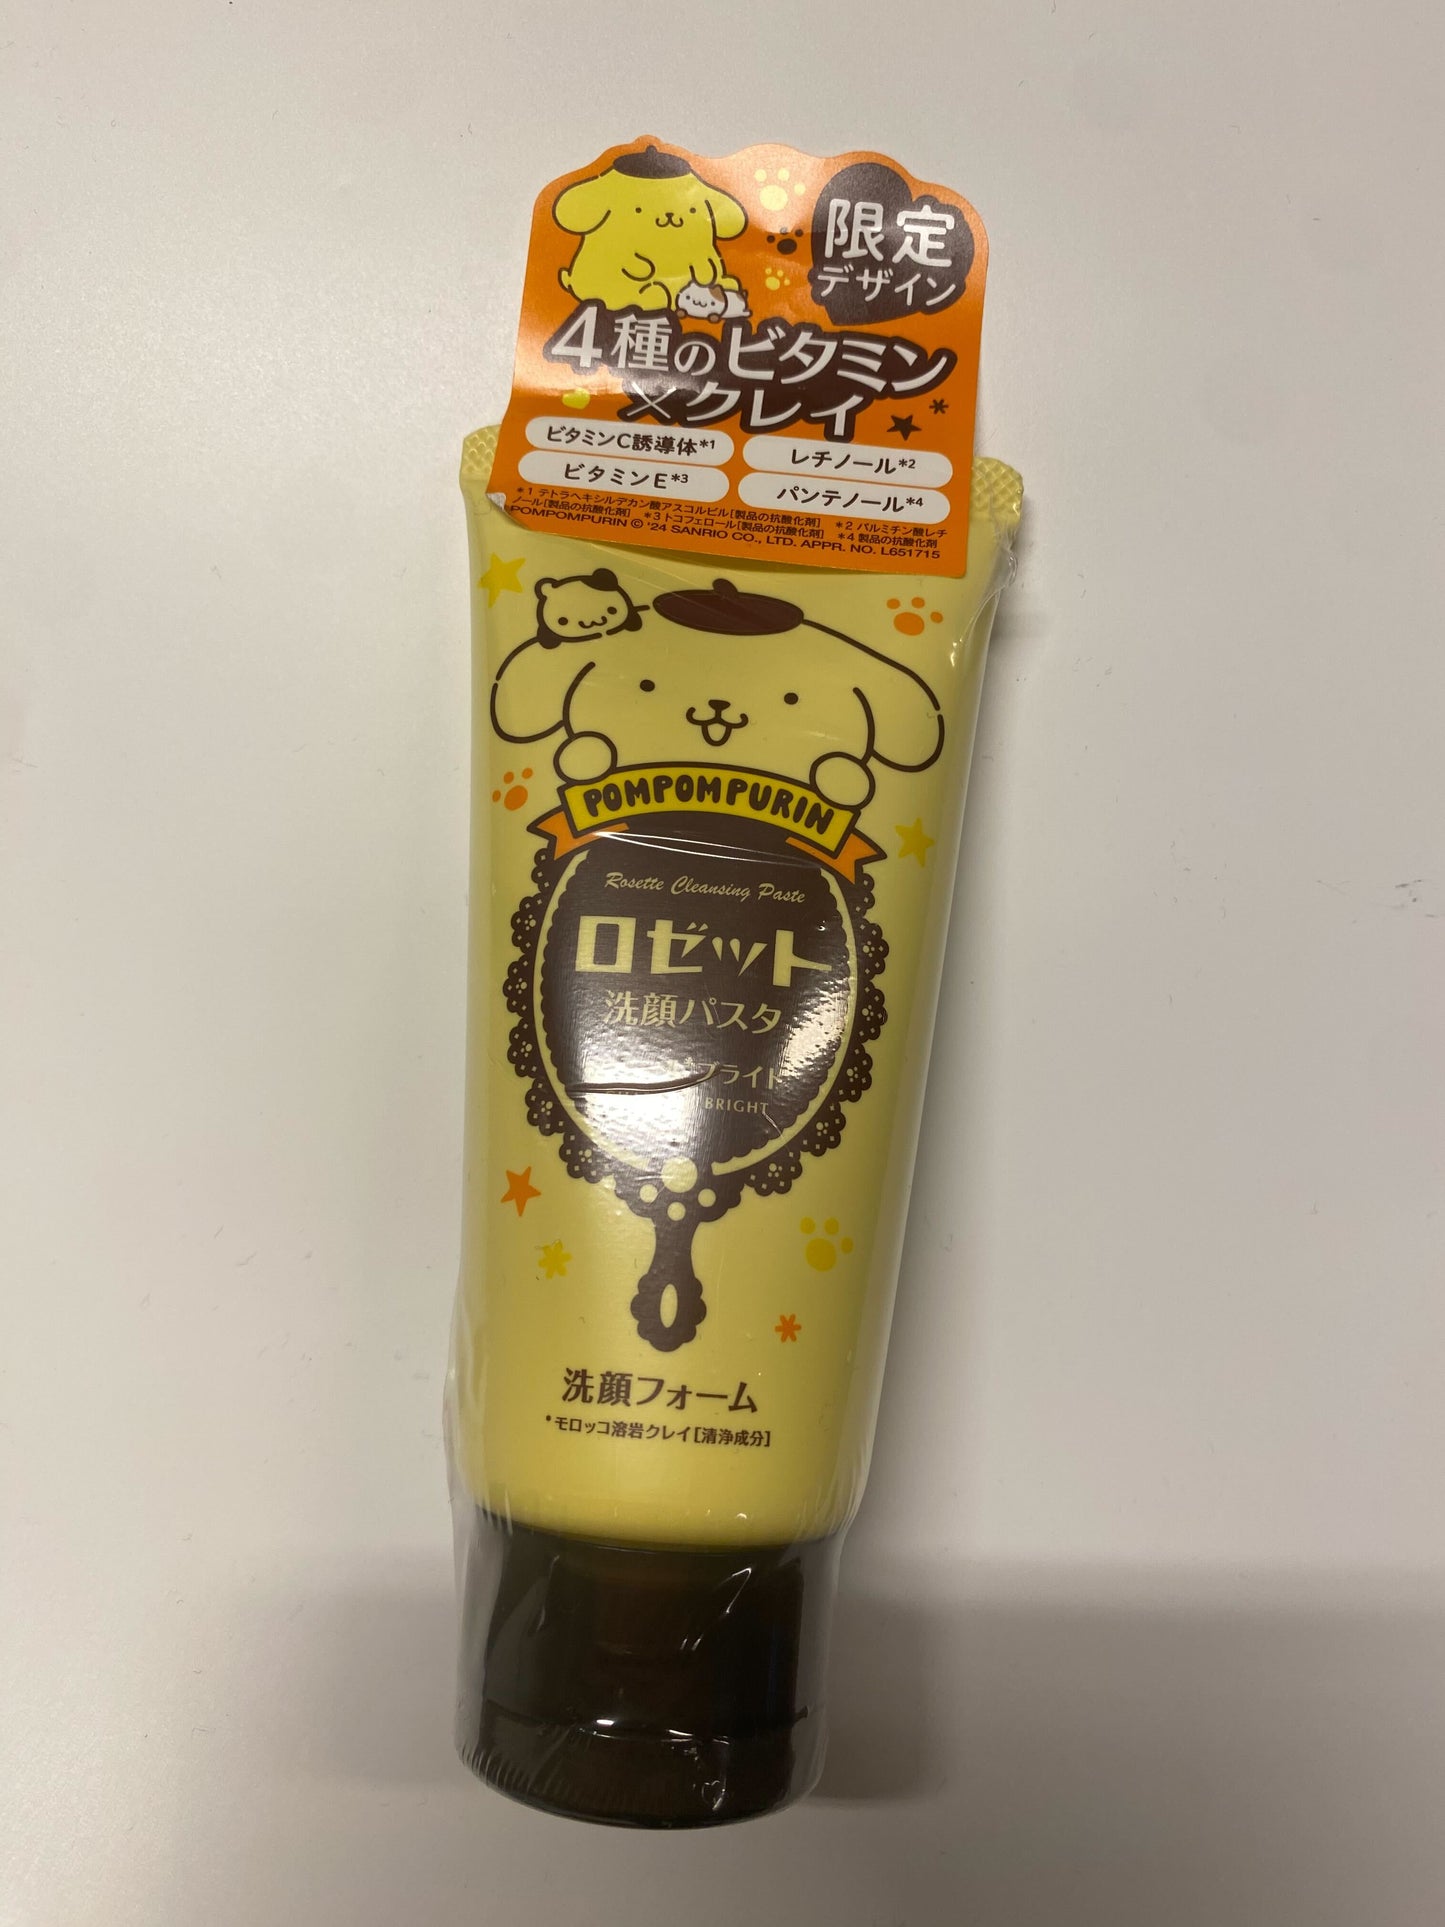 限定
デザイン
4種のビタミン
×クレイ
ビタミンC誘導体*1
レチノール*2
ビタミンE*3
パンテノール*4
*1 テトラヘキシルデカン酸アスコルビル[製品の抗酸化剤] *2 パルミチン酸レチ
ノール[製品の抗酸化剤] *3 トコフェロール[製品の抗酸化剤] *4 製品の抗酸化剤
POMPOMPURIN © '24 SANRIO CO., LTD. APPR. NO. L651715
POMPOMPURIN
Rosette Cleansing Paste
ロゼット
洗顔パスタ
ブライト
BRIGHT
洗顔フォーム
*モロッコ溶岩クレイ[清浄成分]